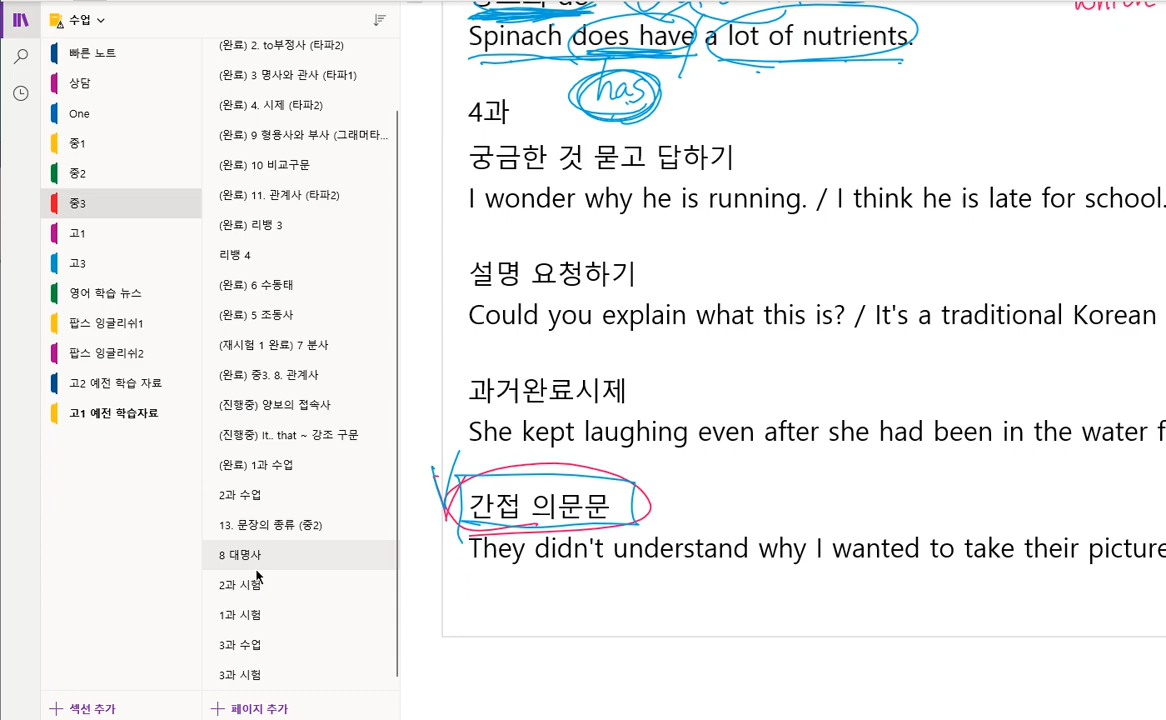 수업
빠른 노트
상담
One
중1
중2
중3
고1
고3
영어 학습 뉴스
팝스 잉글리쉬1
팝스 잉글리쉬2
고2 예전 학습 자료
고1 예전 학습자료
섹션 추가
(완료) 2. to부정사 (타파2)
(완료) 3 명사와 관사 (타파1)
(완료) 4. 시제 (타파2)
(완료) 9 형용사와 부사 (그래머타...
(완료) 10 비교구문
(완료) 11. 관계사 (타파2)
(완료) 리뱅 3
리뱅 4
(완료) 6 수동태
(완료) 5 조동사
(재시험 1 완료) 7 분사
(완료) 중3. 8. 관계사
(진행중) 양보의 접속사
(진행중) It.. that ~ 강조 구문
(완료) 1과 수업
2과 수업
13. 문장의 종류 (중2)
8 대명사
2과 시험
1과 시험
3과 수업
3과 시험
페이지 추가
Spinach does have a lot of nutrients.
has
4과
궁금한 것 묻고 답하기
I wonder why he is running. / I think he is late for school.
설명 요청하기
Could you explain what this is? / It's a traditional Korean
과거완료시제
She kept laughing even after she had been in the water f
간접 의문문
They didn't understand why I wanted to take their picture